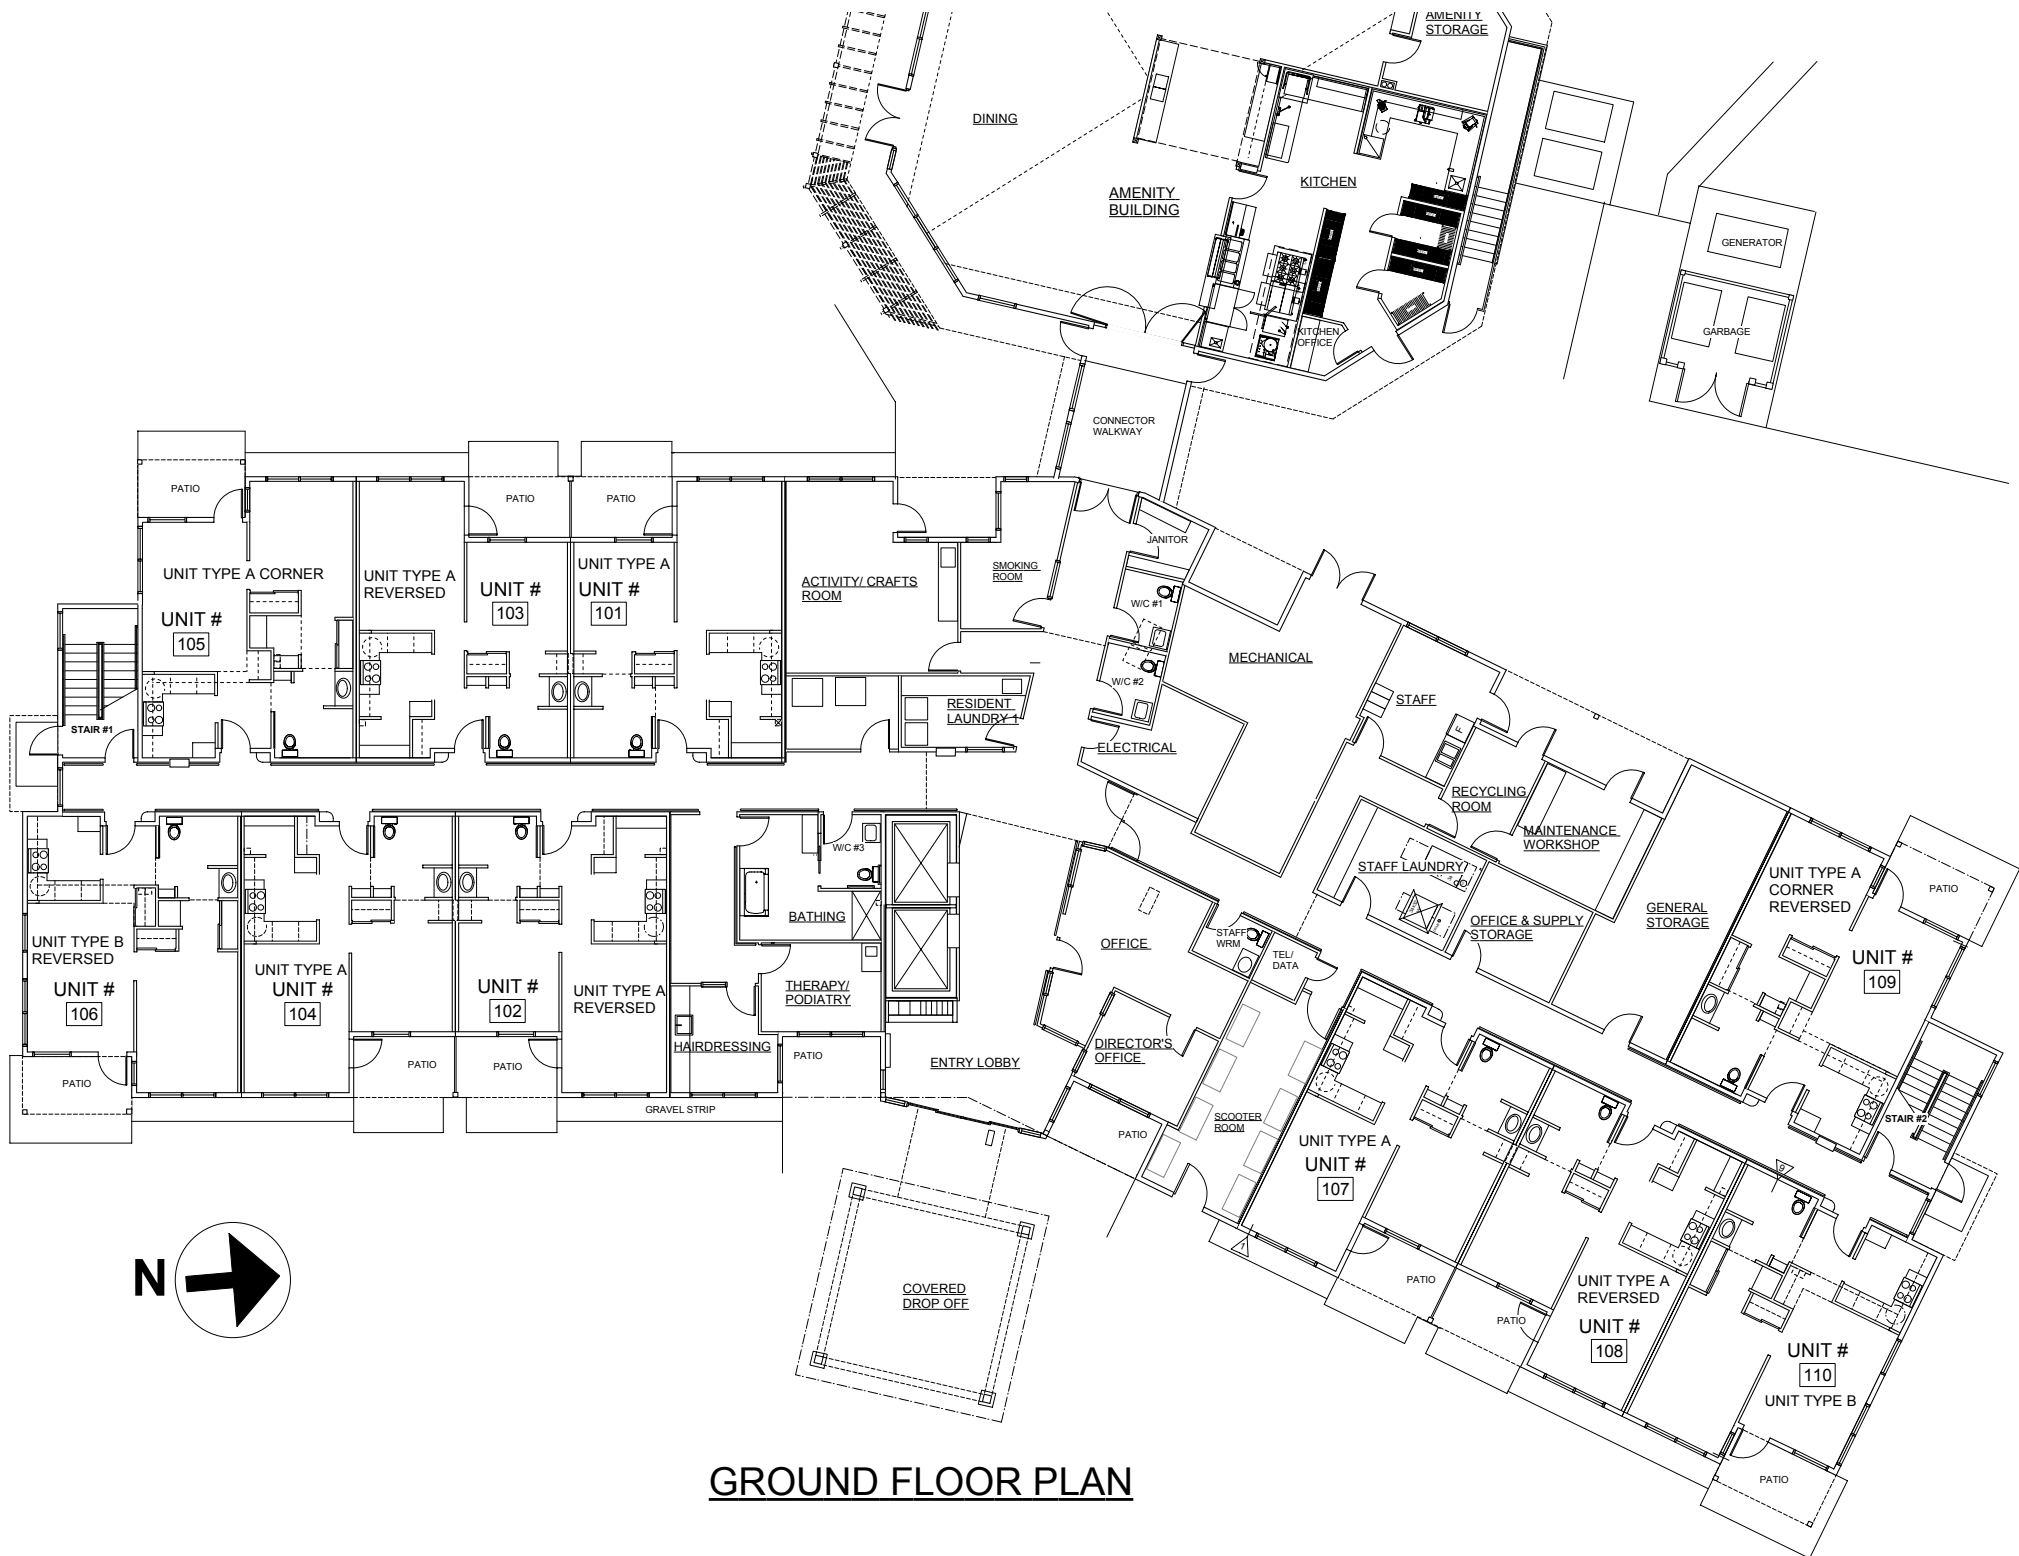 AMENITY
STORAGE
DINING
KITCHEN
AMENITY
BUILDING
GENERATOR
GARBAGE
KITCHEN
OFFICE
CONNECTOR
WALKWAY
PATIO
PATIO
PATIO
JANITOR
SMOKING
ROOM
UNIT TYPE A CORNER
UNIT #
105
UNIT TYPE A
REVERSED
UNIT #
103
UNIT TYPE A
UNIT #
101
ACTIVITY/ CRAFTS
ROOM
W/C #1
W/C #2
MECHANICAL
STAFF
F
RESIDENT
LAUNDRY 1
STAIR #1
ELECTRICAL
RECYCLING
ROOM
MAINTENANCE
WORKSHOP
W/C #3
STAFF LAUNDRY
BATHING
OFFICE & SUPPLY
STORAGE
GENERAL
STORAGE
UNIT TYPE A
CORNER
REVERSED
UNIT #
109
PATIO
UNIT TYPE B
REVERSED
UNIT #
106
UNIT TYPE A
UNIT #
104
UNIT #
102
UNIT TYPE A
REVERSED
THERAPY/
PODIATRY
OFFICE
STAFF
WRM
TEL/
DATA
HAIRDRESSING
PATIO
DIRECTOR'S
OFFICE
ENTRY LOBBY
PATIO
PATIO
PATIO
GRAVEL STRIP
SCOOTER
ROOM
PATIO
STAIR #2
UNIT TYPE A
UNIT #
107
9
1
PATIO
PATIO
UNIT TYPE A
REVERSED
UNIT #
108
UNIT #
110
UNIT TYPE B
PATIO
N
COVERED
DROP OFF
GROUND FLOOR PLAN